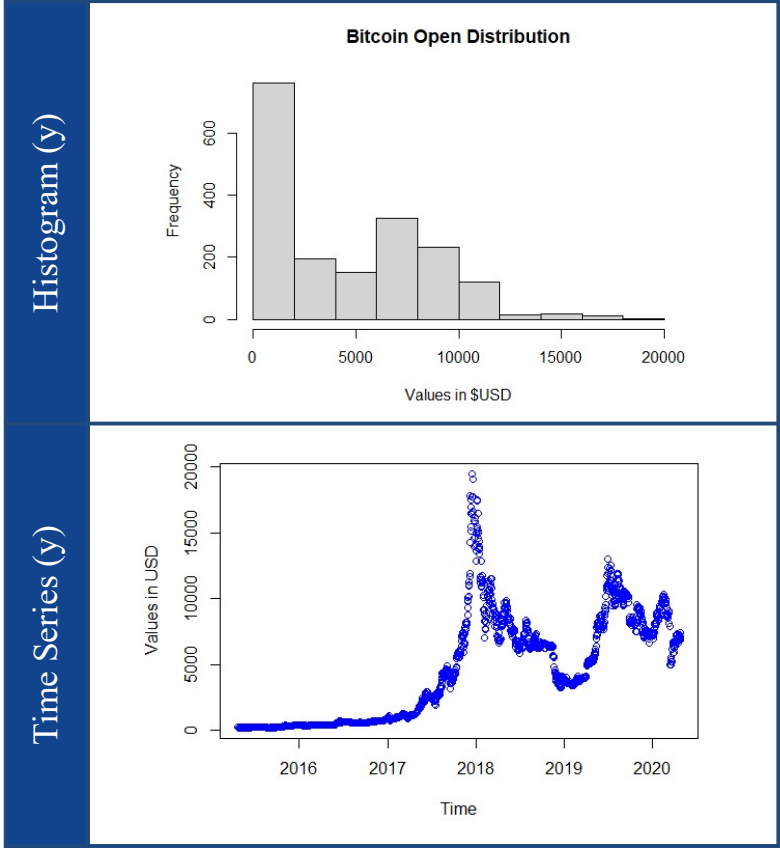 Histogram (y)
Bitcoin Open Distribution
Frequency
600
400
200
0
0 5000 10000 15000 20000
Values in $USD
Time Series (y)
Values in USD
20000
15000
10000
5000
0
2016 2017 2018 2019 2020
Time